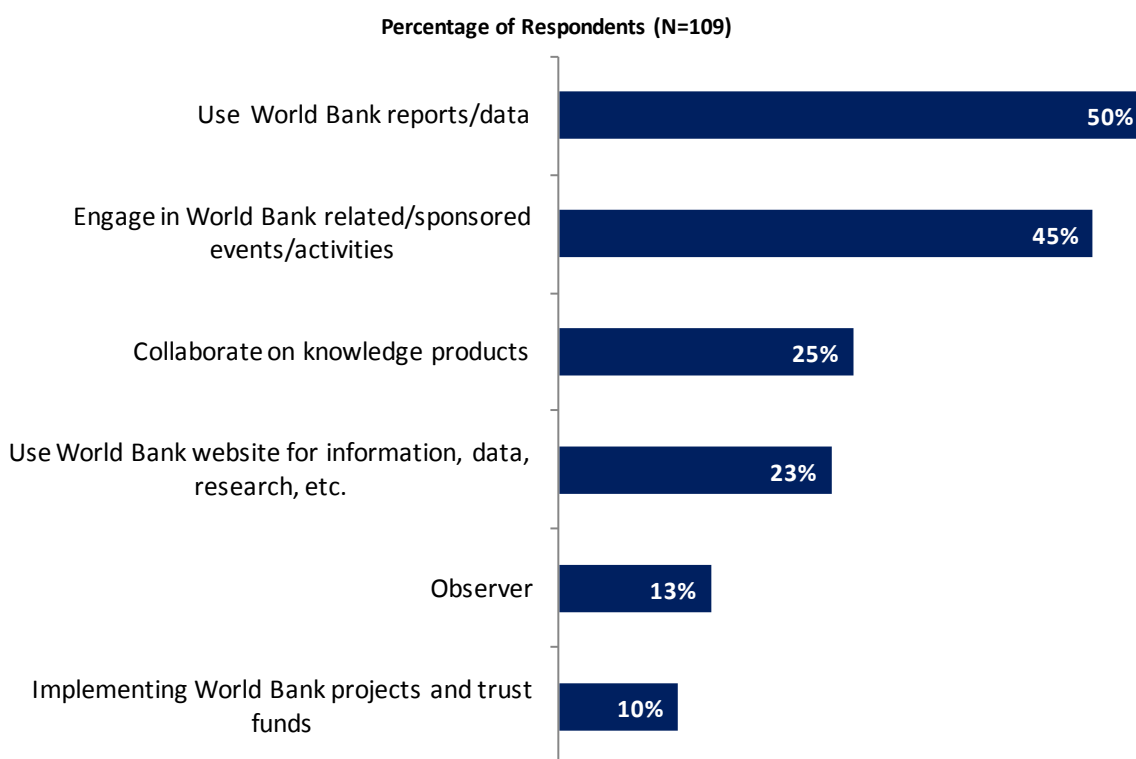 Percentage of Respondents (N=109)
Use World Bank reports/data
50%
Engage in World Bank related/sponsored
events/activities
45%
Collaborate on knowledge products
25%
Use World Bank website for information, data,
research, etc.
23%
Observer
13%
Implementing World Bank projects and trust
funds
10%